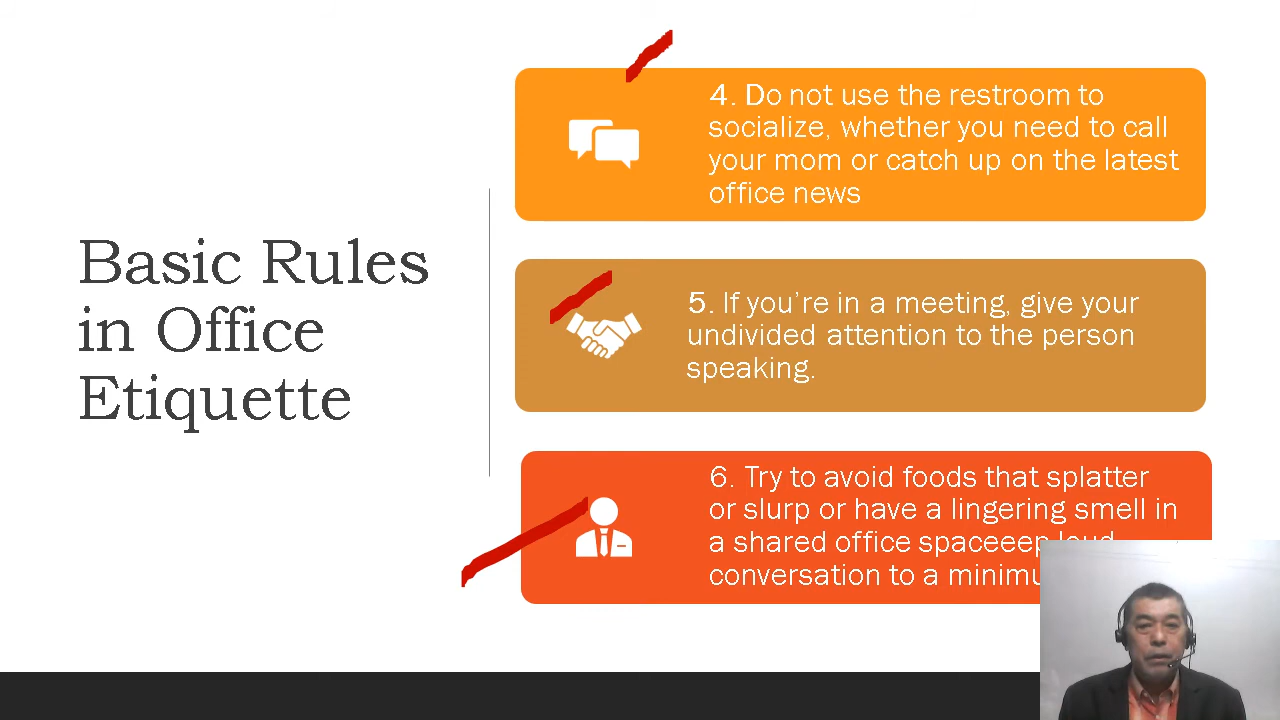 Basic Rules
in Office
Etiquette
4. Do not use the restroom to
socialize, whether you need to call
your mom or catch up on the latest
office news
5. If you’re in a meeting, give your
undivided attention to the person
speaking.
6. Try to avoid foods that splatter
or slurp or have a lingering smell in
a shared office spaceeep loud
conversation to a